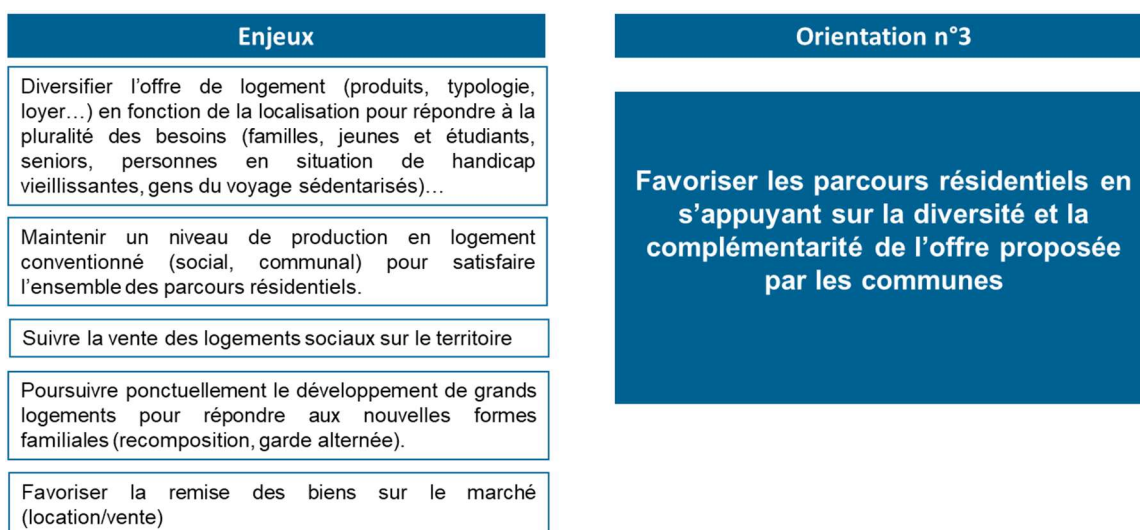 Enjeux
Diversifier l'offre de logement (produits, typologie,
loyer…) en fonction de la localisation pour répondre à la
pluralité des besoins (familles, jeunes et étudiants,
seniors, personnes en situation de handicap
vieillissantes, gens du voyage sédentarisés)…
Maintenir un niveau de production en logement
conventionné (social, communal) pour satisfaire
l'ensemble des parcours résidentiels.
Suivre la vente des logements sociaux sur le territoire
Poursuivre ponctuellement le développement de grands
logements pour répondre aux nouvelles formes
familiales (recomposition, garde alternée).
Favoriser la remise des biens sur le marché
(location/vente)
Orientation n°3
Favoriser les parcours résidentiels en
s'appuyant sur la diversité et la
complémentarité de l'offre proposée
par les communes